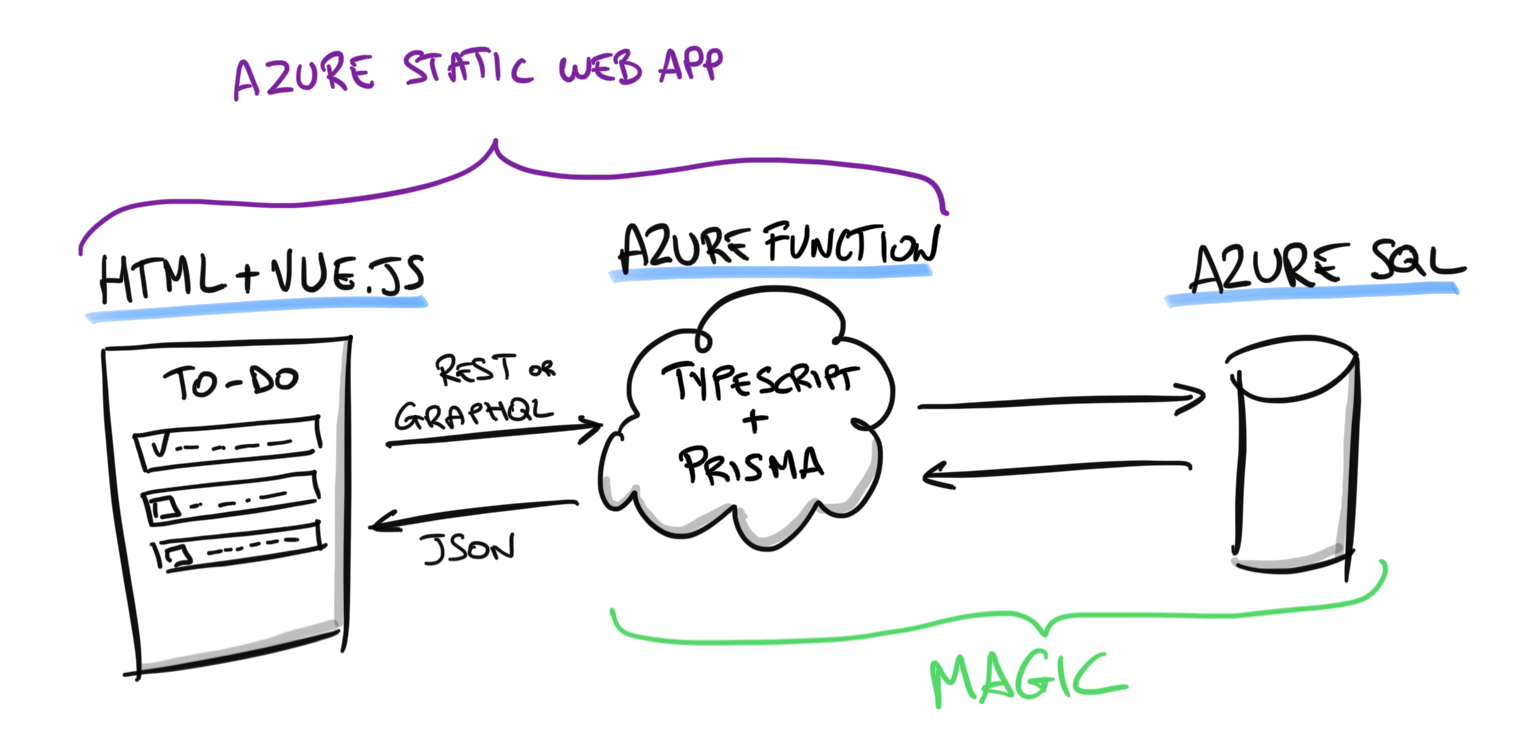 AZURE STATIC WEB APP
HTML + VUE.JS
AZURE FUNCTION
AZURE SQL
TO-DO
REST OR
GRAPHQL
JSON
TYPESCRIPT
+
PRISMA
MAGIC